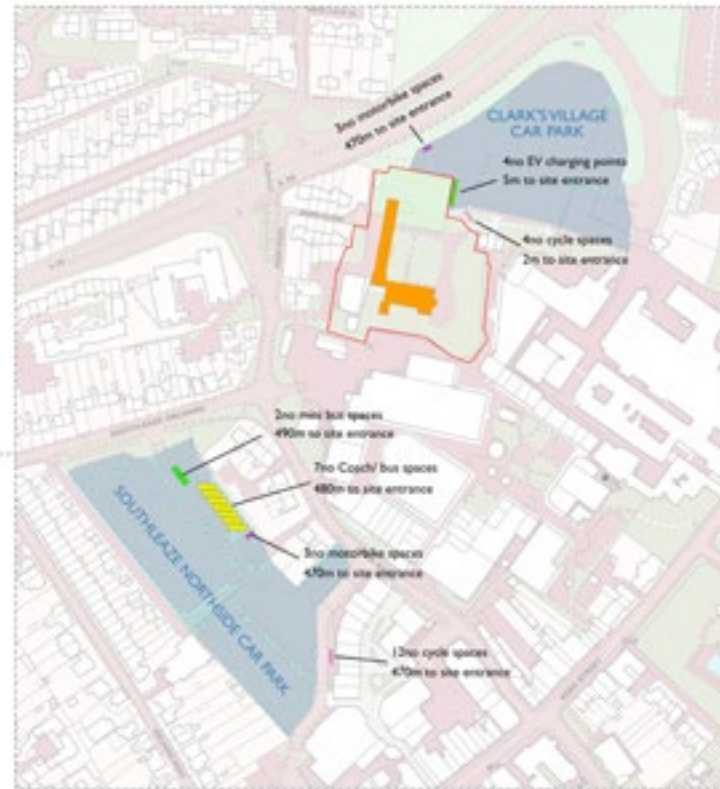 3no motorbike spaces
470m to site entrance
CLARK'S VILLAGE
CAR PARK
4no EV charging points
5m to site entrance
4no cycle spaces
2m to site entrance
2no mini bus spaces
490m to site entrance
7no Coach/ bus spaces
480m to site entrance
3no motorbike spaces
470m to site entrance
SOUTHLEAZE NORTHSIDE CAR PARK
12no cycle spaces
470m to site entrance